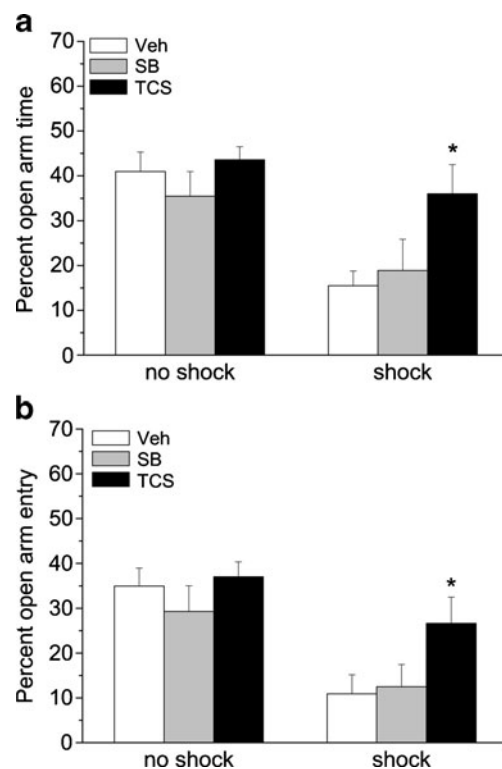 a
70
60
50
40
30
20
10
0
Percent open arm time
Veh
SB
TCS
*
no shock
shock
b
70
60
50
40
30
20
10
0
Percent open arm entry
Veh
SB
TCS
*
no shock
shock